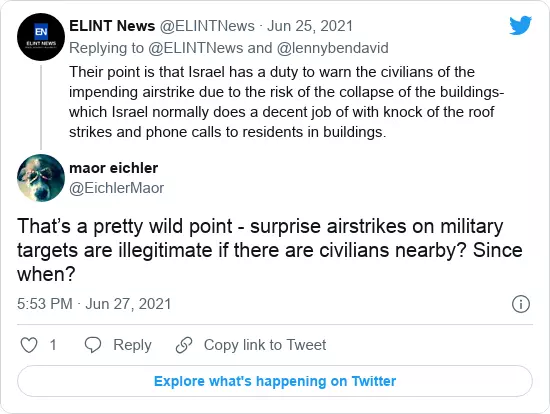 ELINT News @ELINTNews · Jun 25, 2021
Replying to @ELINTNews and @lennybendavid
Their point is that Israel has a duty to warn the civilians of the
impending airstrike due to the risk of the collapse of the buildings-
which Israel normally does a decent job of with knock of the roof
strikes and phone calls to residents in buildings.
maor eichler
@EichlerMaor
That’s a pretty wild point - surprise airstrikes on military
targets are illegitimate if there are civilians nearby? Since
when?
5:53 PM · Jun 27, 2021
1 Reply Copy link to Tweet
Explore what's happening on Twitter
EN
ELINT NEWS